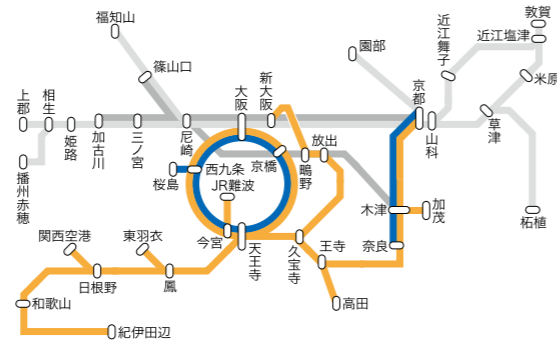 敦賀
福知山
近江塩津
近江舞子
園部
篠山口
新大阪
大阪
京都
米原
上郡
相生
姫路
加古川
三ノ宮
尼崎
山科
草津
放出
京橋
鴫野
播州赤穂
桜島
西九条
JR難波
木津
加茂
柘植
関西空港
東羽衣
今宮
天王寺
久宝寺
王寺
奈良
日根野
鳳
和歌山
高田
紀伊田辺